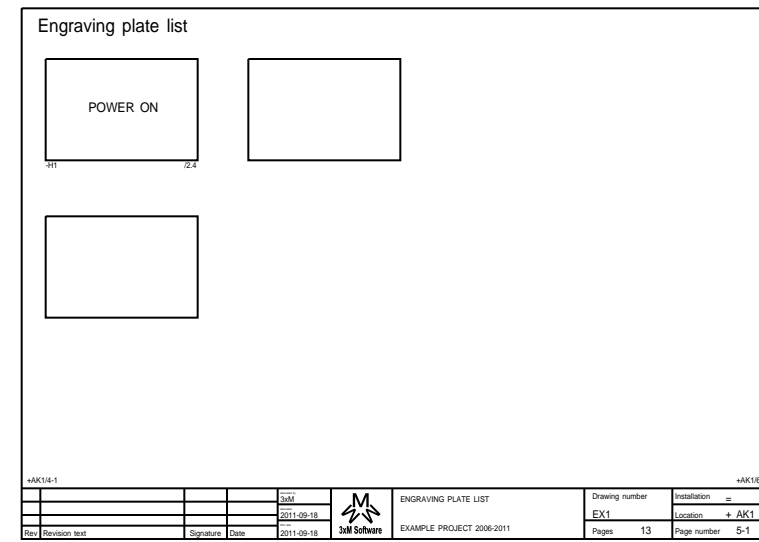 Engraving plate list
POWER ON
-H1 /2.4
+AK1/4-1 +AK1/6
3xM
2011-09-18
2011-09-18
Rev Revision text Signature Date
M
3xM Software
ENGRAVING PLATE LIST
EXAMPLE PROJECT 2006-2011
Drawing number
EX1
Pages 13
Installation =
Location + AK1
Page number 5-1